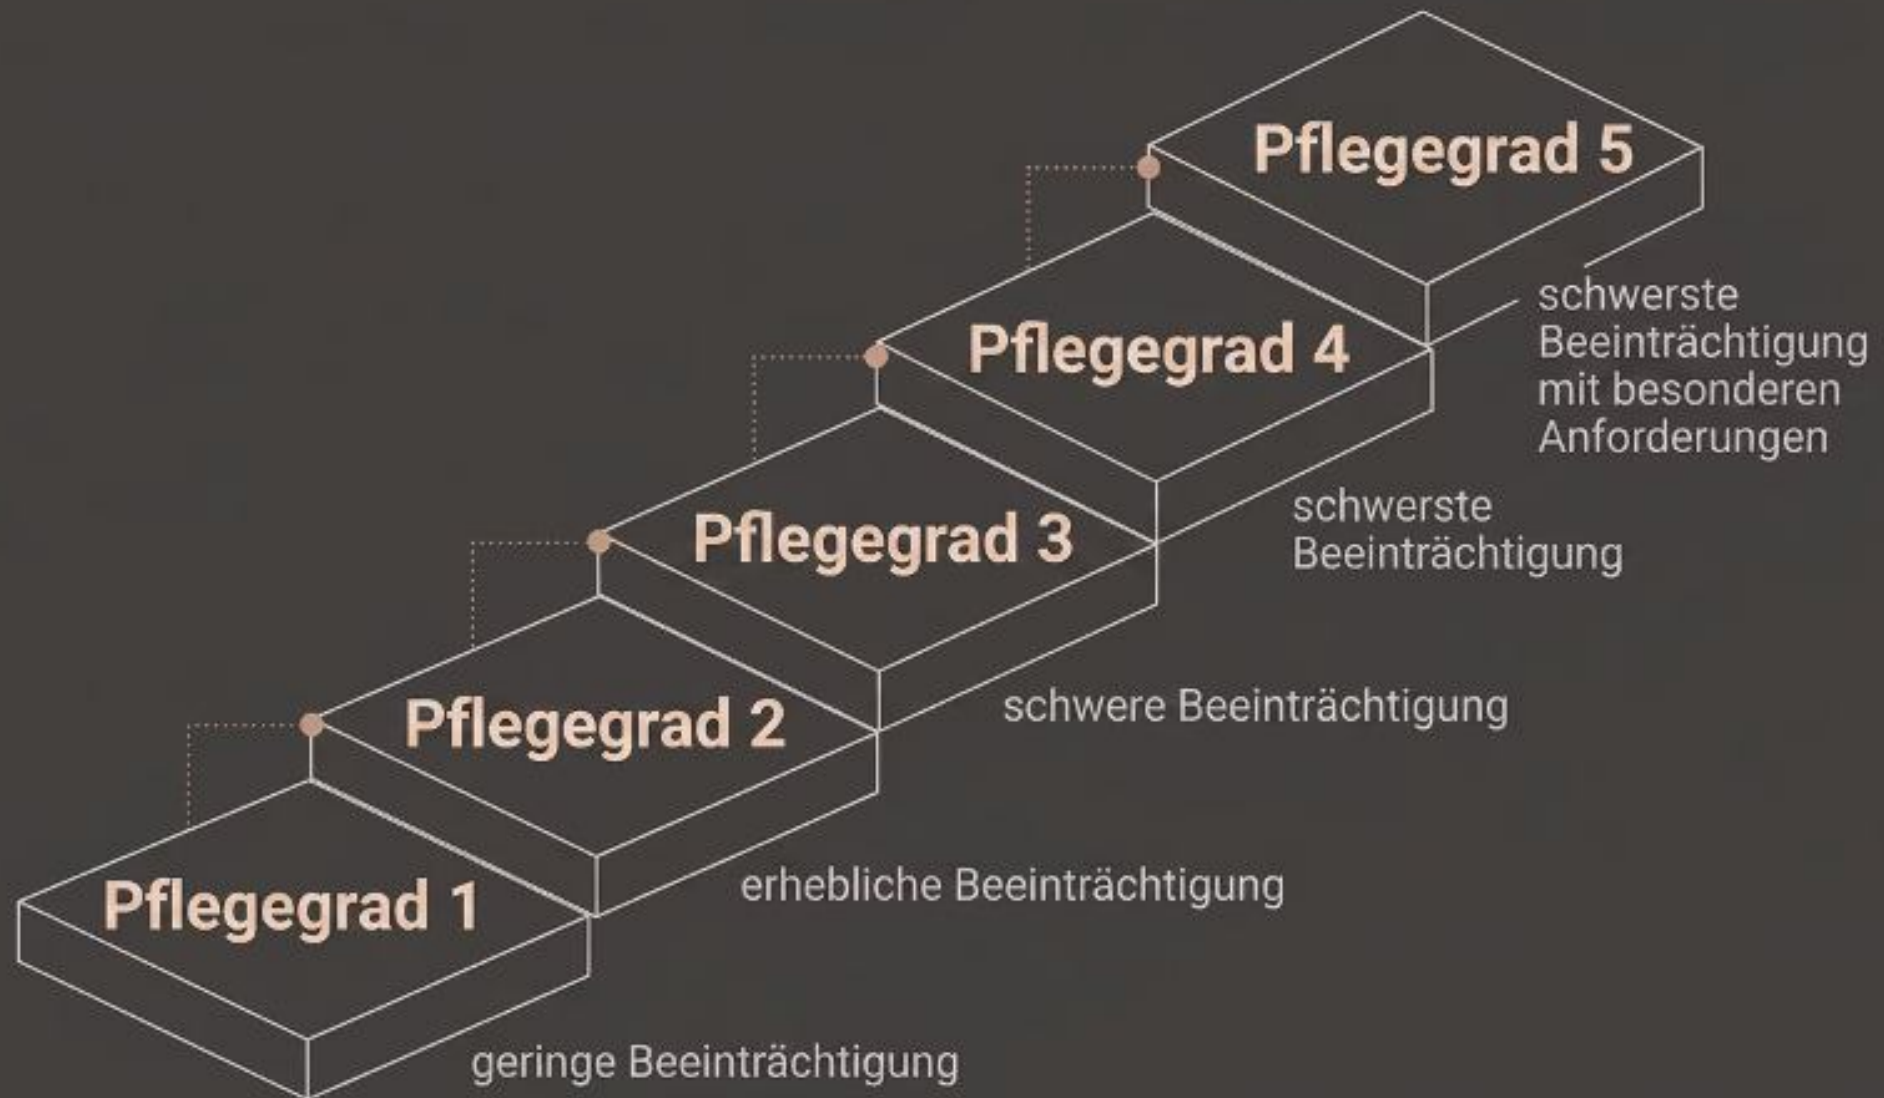 Pflegegrad 5
schwerste
Beeinträchtigung
mit besonderen
Anforderungen
Pflegegrad 4
schwerste
Beeinträchtigung
Pflegegrad 3
schwere Beeinträchtigung
Pflegegrad 2
erhebliche Beeinträchtigung
Pflegegrad 1
geringe Beeinträchtigung